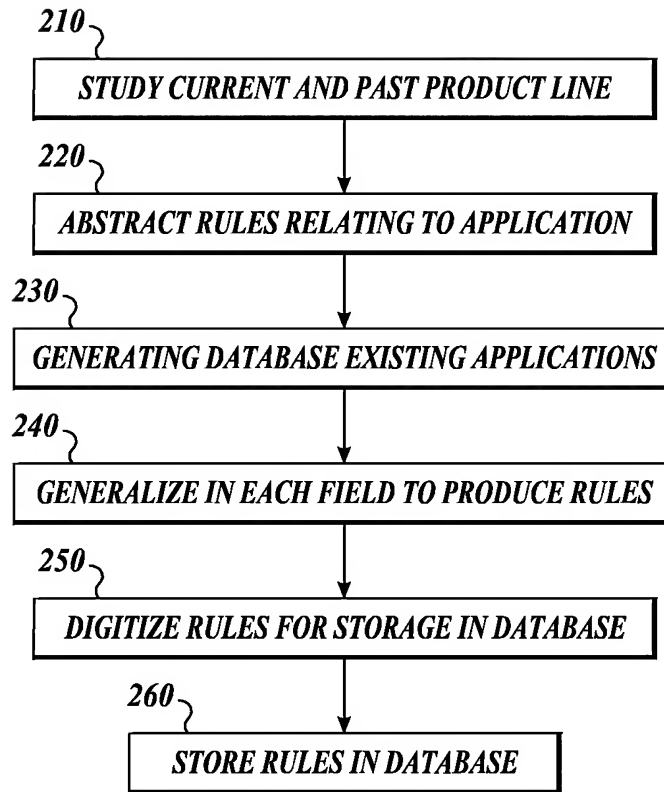 210
STUDY CURRENT AND PAST PRODUCT LINE
220
ABSTRACT RULES RELATING TO APPLICATION
230
GENERATING DATABASE EXISTING APPLICATIONS
240
GENERALIZE IN EACH FIELD TO PRODUCE RULES
250
DIGITIZE RULES FOR STORAGE IN DATABASE
260
STORE RULES IN DATABASE